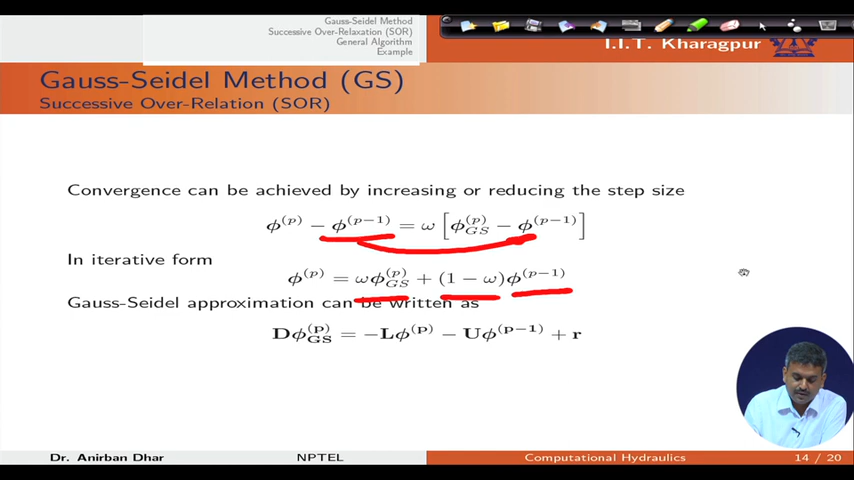 Gauss-Seidel Method
Successive Over-Relaxation (SOR)
General Algorithm
Example
I.I.T. Kharagpur
Gauss-Seidel Method (GS)
Successive Over-Relation (SOR)
Convergence can be achieved by increasing or reducing the step size
ϕ^(p) − ϕ^(p−1) = ω [ϕ_GS^(p) − ϕ^(p−1)]
In iterative form
ϕ^(p) = ωϕ_GS^(p) + (1 − ω)ϕ^(p−1)
Gauss-Seidel approximation can be written as
Dϕ_GS^(p) = −Lϕ^(p) − Uϕ^(p−1) + r
Dr. Anirban Dhar NPTEL Computational Hydraulics 14 / 20